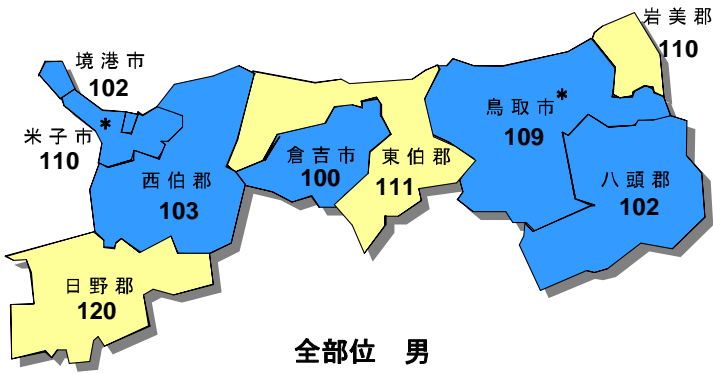 岩美郡
110
境港市
102
鳥取市*
109
*
米子市
110
倉吉市
100
東伯郡
111
西伯郡
103
八頭郡
102
日野郡
120
全部位 男